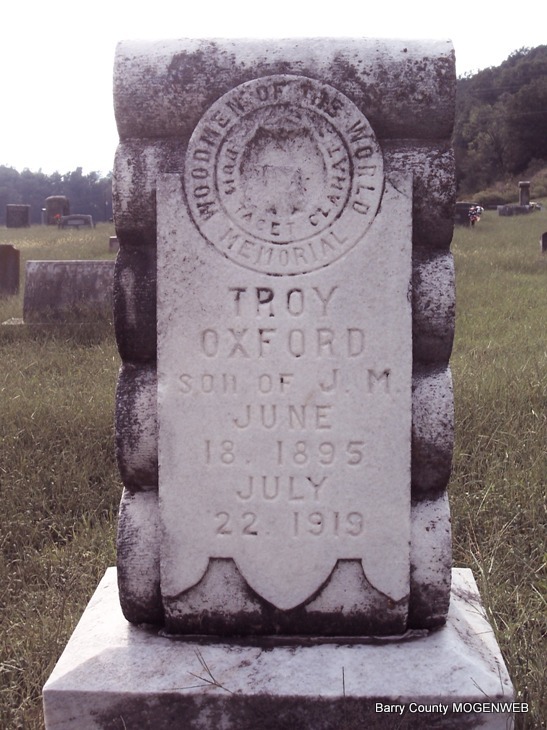 WOODMEN OF THE WORLD
MEMORIAL
DUM TACET CLAMAT
TROY
OXFORD
SON OF J. M.
JUNE
18. 1895
JULY
22. 1919
Barry County MOGENWEB